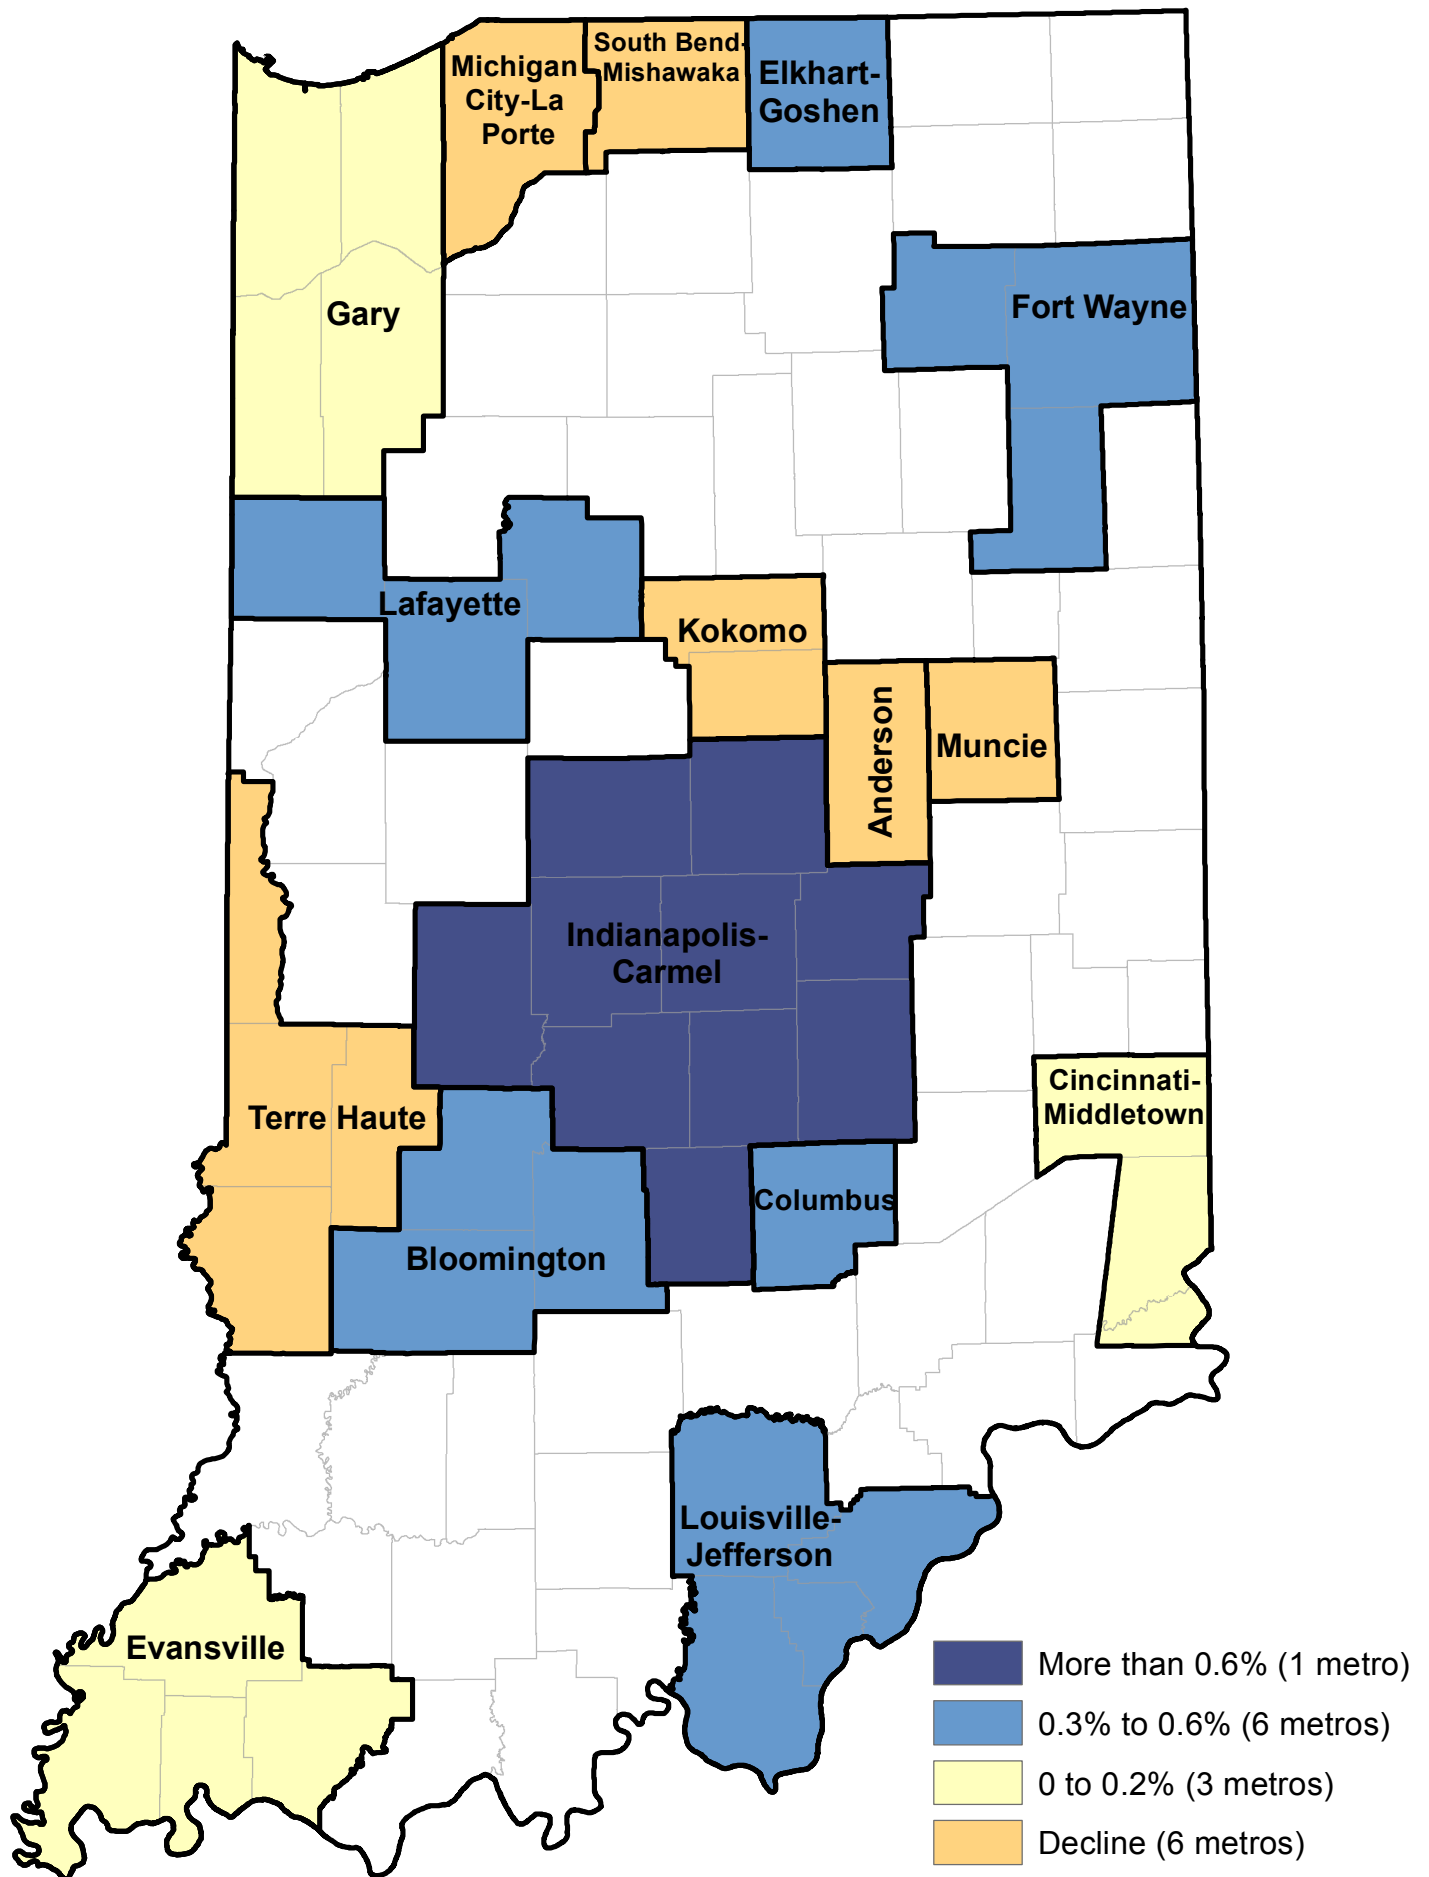 South Bend-
Mishawaka
Michigan
City-La
Porte
Elkhart-
Goshen
Gary
Fort Wayne
Lafayette
Kokomo
Anderson
Muncie
Indianapolis-
Carmel
Cincinnati-
Middletown
Terre Haute
Columbus
Bloomington
Louisville-
Jefferson
Evansville
More than 0.6% (1 metro)
0.3% to 0.6% (6 metros)
0 to 0.2% (3 metros)
Decline (6 metros)